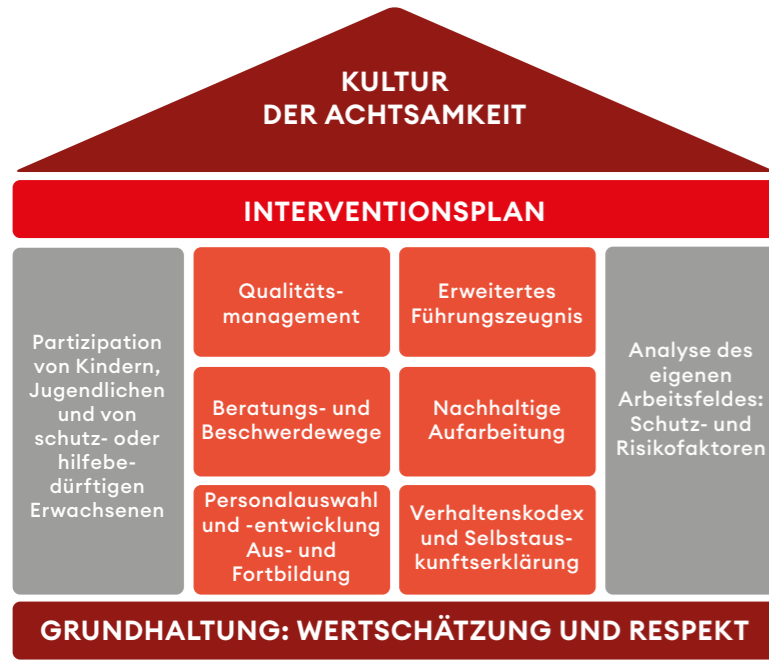 KULTUR
DER ACHTSAMKEIT
INTERVENTIONSPLAN
Partizipation
von Kindern,
Jugendlichen
und von
schutz- oder
hilfebe-
dürftigen
Erwachsenen
Qualitäts-
management
Erweitertes
Führungszeugnis
Beratungs- und
Beschwerdewege
Nachhaltige
Aufarbeitung
Personalauswahl
und -entwicklung
Aus- und
Fortbildung
Verhaltenskodex
und Selbstaus-
kunftserklärung
Analyse des
eigenen
Arbeitsfeldes:
Schutz- und
Risikofaktoren
GRUNDHALTUNG: WERTSCHÄTZUNG UND RESPEKT